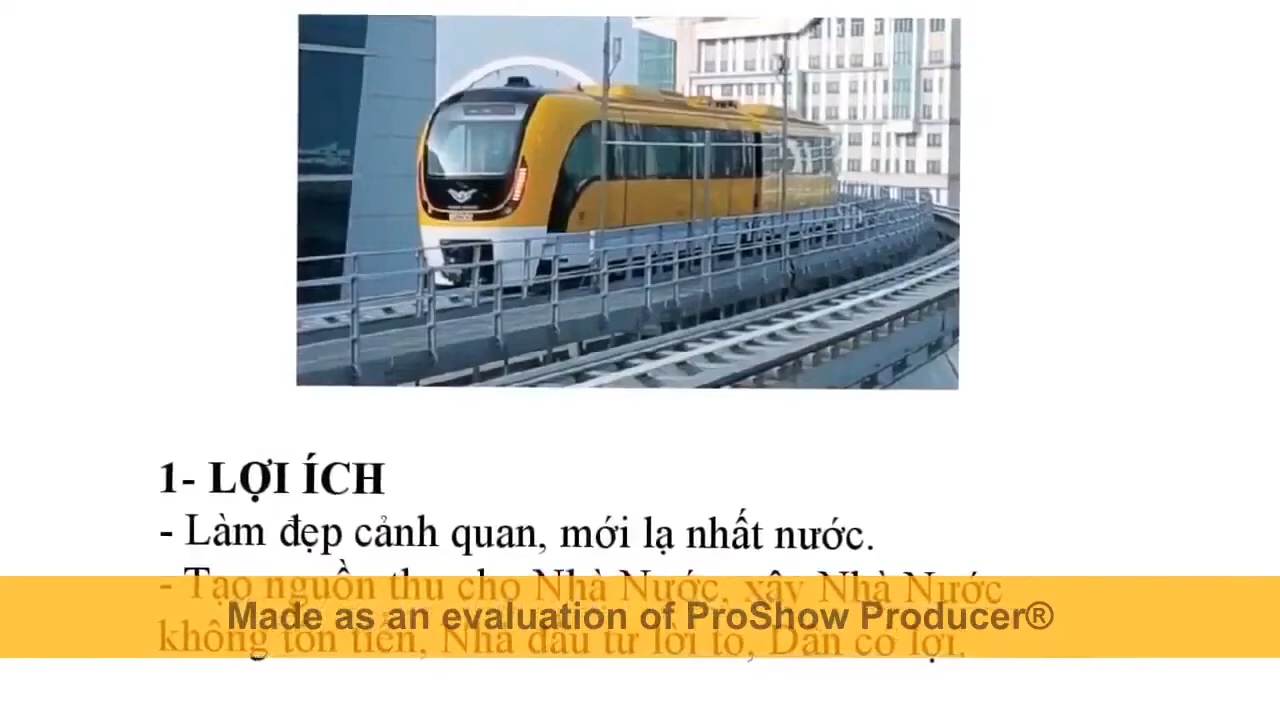 1- LỢI ÍCH
- Làm đẹp cảnh quan, mới lạ nhất nước.
- Tạo nguồn thu cho Nhà Nước, xây Nhà Nước
Made as an evaluation of ProShow Producer®
không tốn tiền, Nhà đầu tư lời to, Dân có lợi.